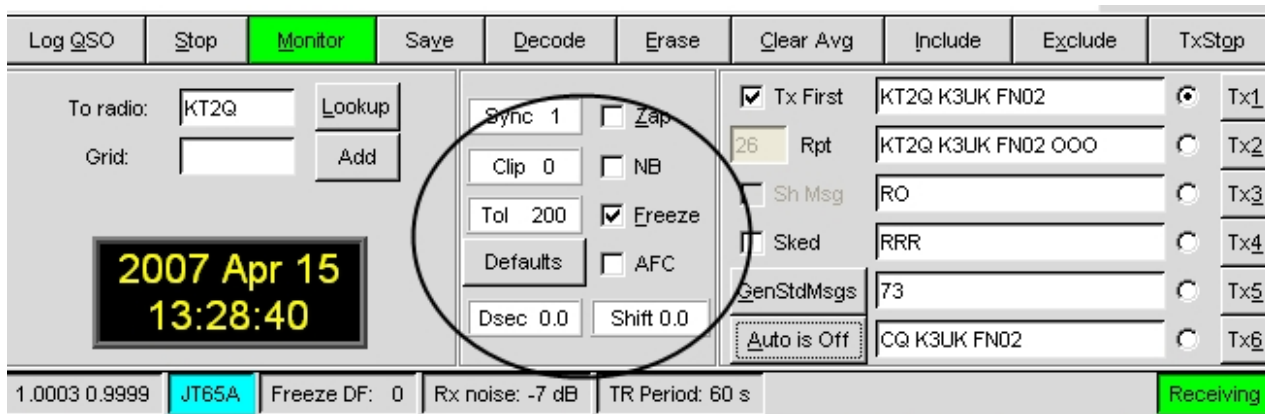 Log QSO Stop Monitor Save Decode Erase Clear Avg Include Exclude TxStop
To radio: KT2Q Lookup
Grid: Add
2007 Apr 15
13:28:40
Sync 1 Zap
Clip 0 NB
Tol 200 Freeze
Defaults AFC
Dsec 0.0 Shift 0.0
Tx First KT2Q K3UK FN02 Tx1
26 Rpt KT2Q K3UK FN02 OOO Tx2
Sh Msg RO Tx3
Sked RRR Tx4
GenStdMsgs 73 Tx5
Auto is Off CQ K3UK FN02 Tx6
1.0003 0.9999 JT65A Freeze DF: 0 Rx noise: -7 dB TR Period: 60 s Receiving